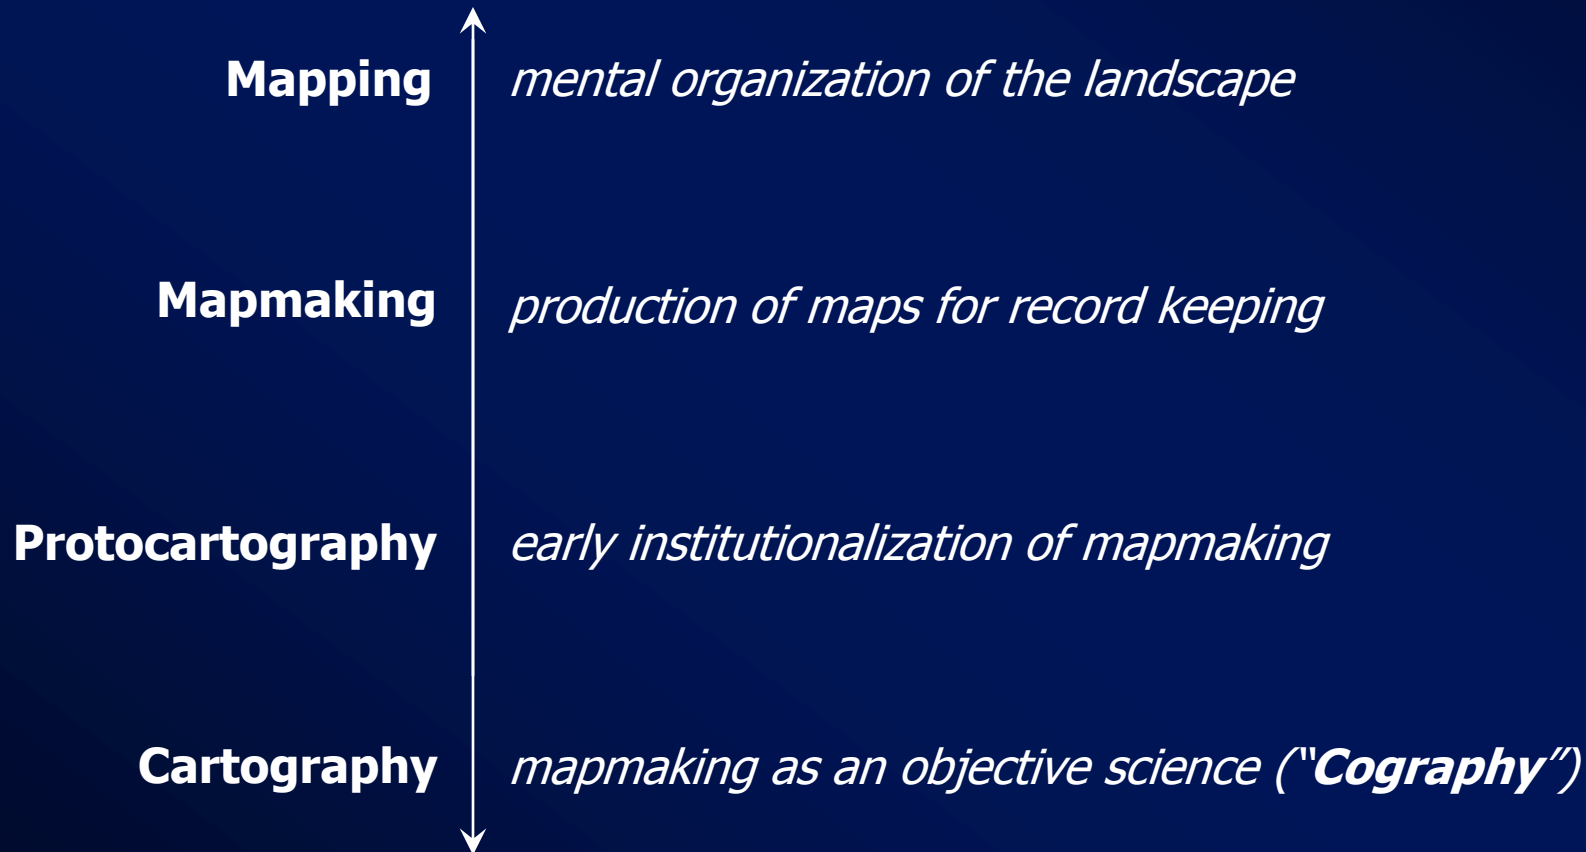 Mapping mental organization of the landscape
Mapmaking production of maps for record keeping
Protocartography early institutionalization of mapmaking
Cartography mapmaking as an objective science (“Cography”)